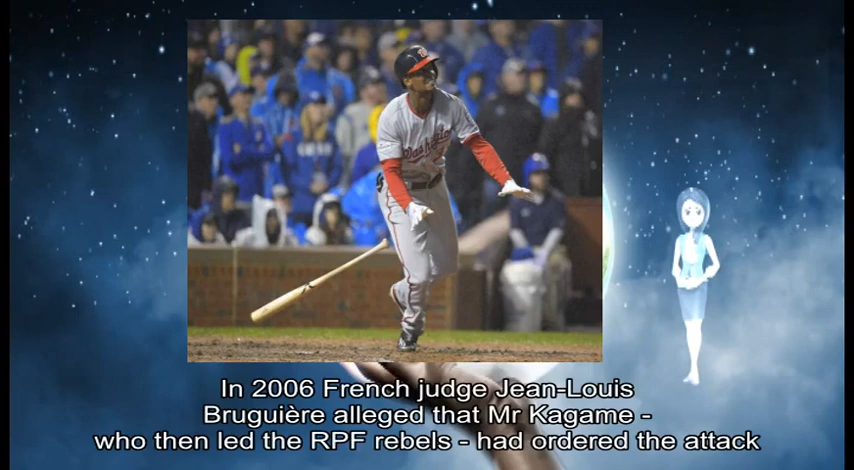 Washington
In 2006 French judge Jean-Louis
Bruguière alleged that Mr Kagame -
who then led the RPF rebels - had ordered the attack